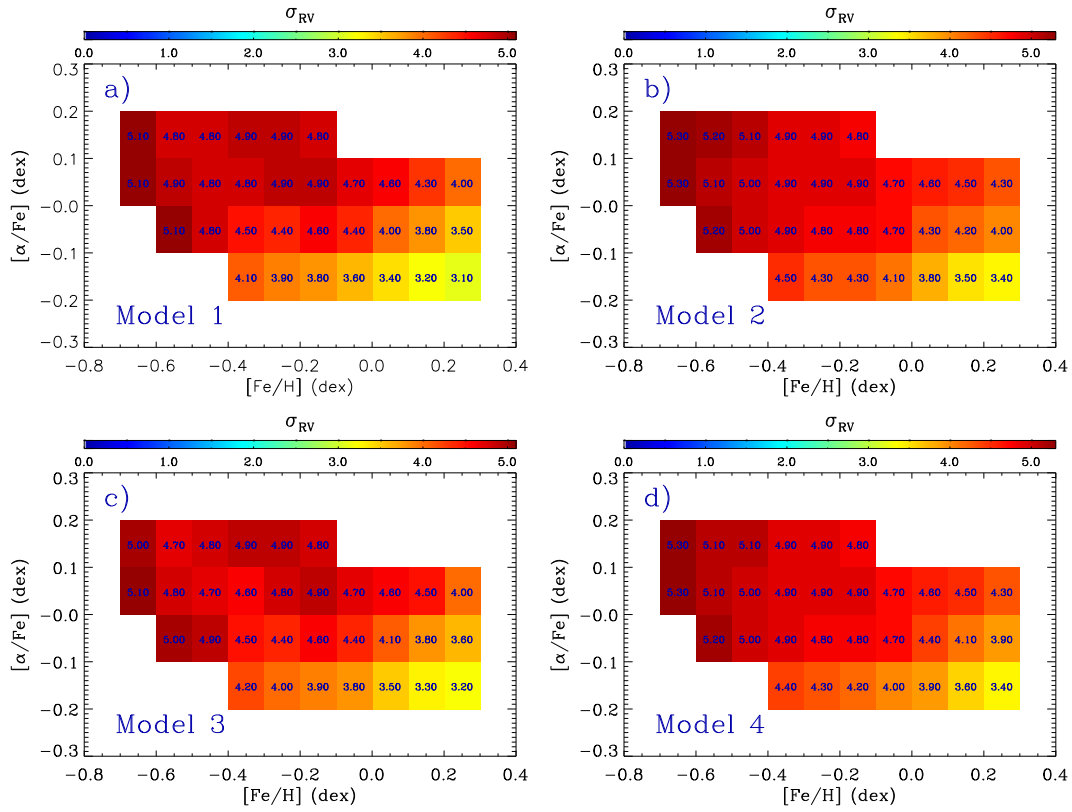 σRV
0.0 1.0 2.0 3.0 4.0 5.0
a)
0.3
0.2
0.1
−0.0
−0.1
−0.2
−0.3
[α/Fe] (dex)
5.10 4.80 4.80 4.90 4.90 4.80
5.10 4.90 4.80 4.80 4.90 4.90 4.70 4.60 4.30 4.00
5.10 4.80 4.50 4.40 4.60 4.40 4.00 3.80 3.50
4.10 3.90 3.80 3.60 3.40 3.20 3.10
Model 1
−0.8 −0.6 −0.4 −0.2 0.0 0.2 0.4
[Fe/H] (dex)
σRV
0.0 1.0 2.0 3.0 4.0 5.0
b)
0.3
0.2
0.1
−0.0
−0.1
−0.2
−0.3
[α/Fe] (dex)
5.30 5.20 5.10 4.90 4.90 4.80
5.30 5.10 5.00 4.90 4.90 4.90 4.70 4.60 4.50 4.30
5.20 5.00 4.90 4.80 4.80 4.70 4.30 4.20 4.00
4.50 4.30 4.30 4.10 3.80 3.50 3.40
Model 2
−0.8 −0.6 −0.4 −0.2 0.0 0.2 0.4
[Fe/H] (dex)
σRV
0.0 1.0 2.0 3.0 4.0 5.0
c)
0.3
0.2
0.1
−0.0
−0.1
−0.2
−0.3
[α/Fe] (dex)
5.00 4.70 4.80 4.90 4.90 4.80
5.10 4.80 4.70 4.60 4.80 4.90 4.70 4.60 4.50 4.00
5.00 4.90 4.50 4.40 4.60 4.40 4.10 3.80 3.60
4.20 4.00 3.90 3.80 3.50 3.30 3.20
Model 3
−0.8 −0.6 −0.4 −0.2 0.0 0.2 0.4
[Fe/H] (dex)
σRV
0.0 1.0 2.0 3.0 4.0 5.0
d)
0.3
0.2
0.1
−0.0
−0.1
−0.2
−0.3
[α/Fe] (dex)
5.30 5.10 5.10 4.90 4.90 4.80
5.30 5.10 5.00 4.90 4.90 4.90 4.70 4.60 4.50 4.30
5.20 5.00 4.90 4.80 4.80 4.70 4.40 4.10 3.90
4.40 4.30 4.20 4.00 3.90 3.60 3.40
Model 4
−0.8 −0.6 −0.4 −0.2 0.0 0.2 0.4
[Fe/H] (dex)